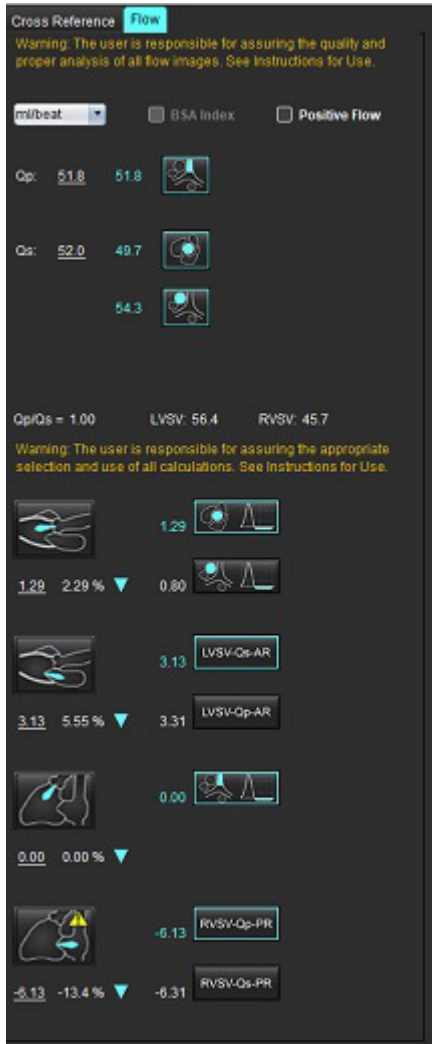 Cross Reference Flow
Warning: The user is responsible for assuring the quality and
proper analysis of all flow images. See Instructions for Use.
ml/beat BSA Index Positive Flow
Qp: 51.8 51.8
Qs: 52.0 49.7
54.3
Qp/Qs = 1.00 LVSV: 56.4 RVSV: 45.7
Warning: The user is responsible for assuring the appropriate
selection and use of all calculations. See Instructions for Use.
1.29
1.29 2.29 % 0.80
3.13 LVSV-Qs-AR
3.13 5.55 % 3.31 LVSV-Qp-AR
0.00
0.00 0.00 %
-6.13 RVSV-Qp-PR
-6.13 -13.4 % -6.31 RVSV-Qs-PR